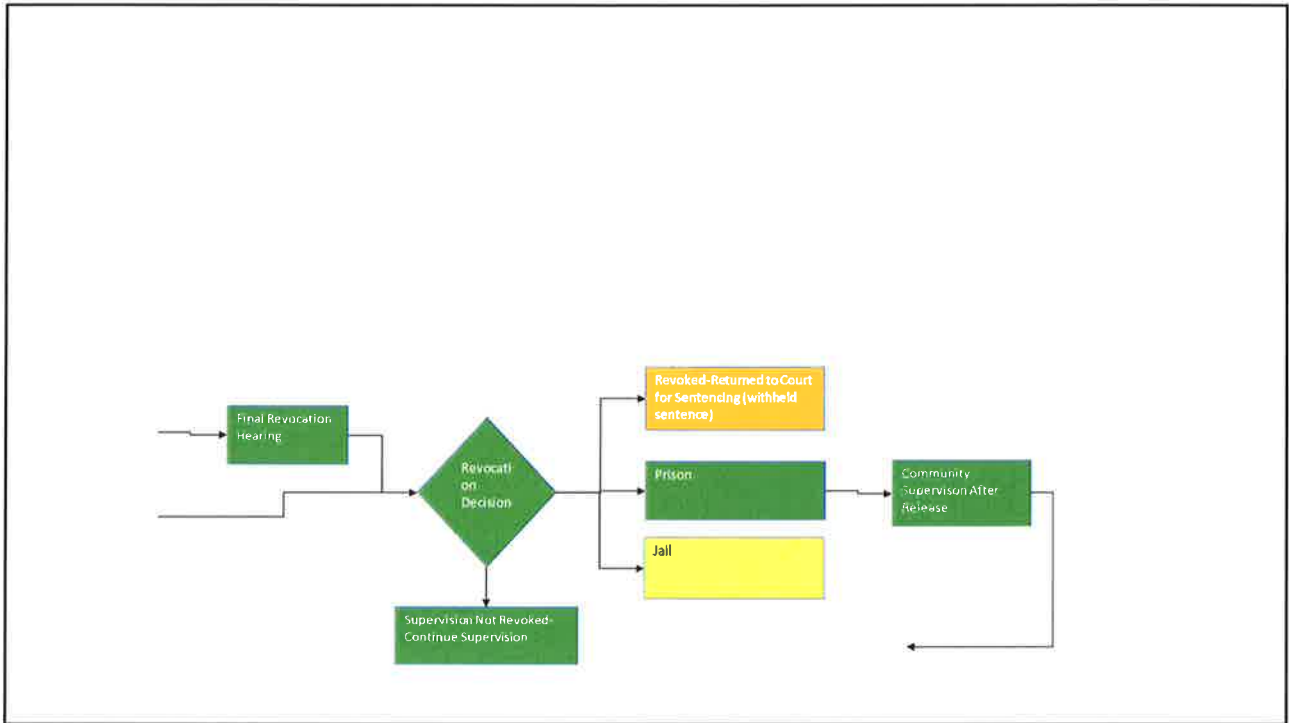 Revoked-Returned to Court
for Sentencing (withheld
sentence)
Final Revocation
Hearing
Revocati
on
Decision
Prison
Community
Supervison After
Release
Jail
Supervision Not Revoked-
Continue Supervision